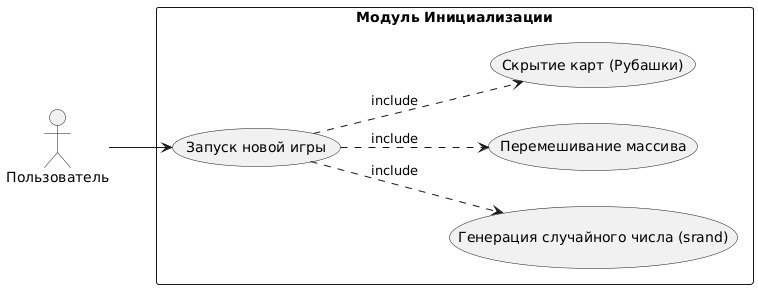 Модуль Инициализации
Скрытие карт (Рубашки)
include
Запуск новой игры
include
Перемешивание массива
include
Пользователь
Генерация случайного числа (srand)